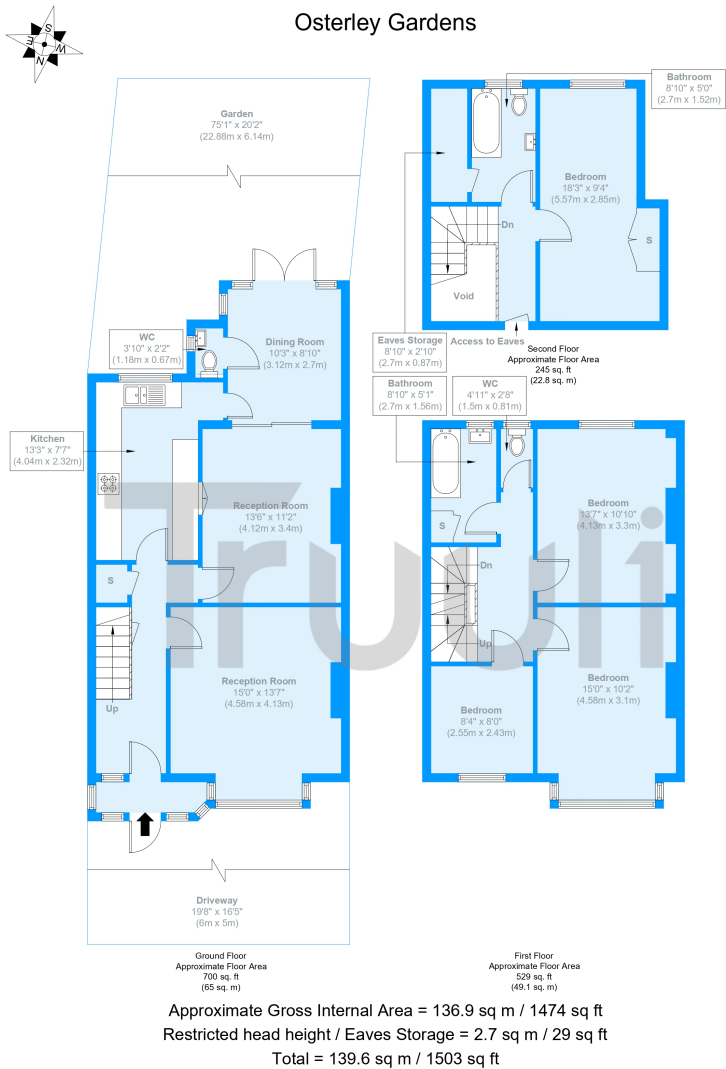 Osterley Gardens
S
E
W
N
Garden
75'1" x 20'2"
(22.88m x 6.14m)
WC
3'10" x 2'2"
(1.18m x 0.67m)
Dining Room
10'3" x 8'10"
(3.12m x 2.7m)
Kitchen
13'3" x 7'7"
(4.04m x 2.32m)
Reception Room
13'6" x 11'2"
(4.12m x 3.4m)
S
Up
Reception Room
15'0" x 13'7"
(4.58m x 4.13m)
Driveway
19'8" x 16'5"
(6m x 5m)
Ground Floor
Approximate Floor Area
700 sq. ft
(65 sq. m)
Bathroom
8'10" x 5'0"
(2.7m x 1.52m)
Bedroom
18'3" x 9'4"
(5.57m x 2.85m)
S
Dn
Void
Eaves Storage
8'10" x 2'10"
(2.7m x 0.87m)
Access to Eaves
Second Floor
Approximate Floor Area
245 sq. ft
(22.8 sq. m)
Bathroom
8'10" x 5'1"
(2.7m x 1.56m)
WC
4'11" x 2'8"
(1.5m x 0.81m)
Bedroom
13'7" x 10'10"
(4.13m x 3.3m)
S
Dn
Up
Bedroom
15'0" x 10'2"
(4.58m x 3.1m)
Bedroom
8'4" x 8'0"
(2.55m x 2.43m)
First Floor
Approximate Floor Area
529 sq. ft
(49.1 sq. m)
Truuli
Approximate Gross Internal Area = 136.9 sq m / 1474 sq ft
Restricted head height / Eaves Storage = 2.7 sq m / 29 sq ft
Total = 139.6 sq m / 1503 sq ft